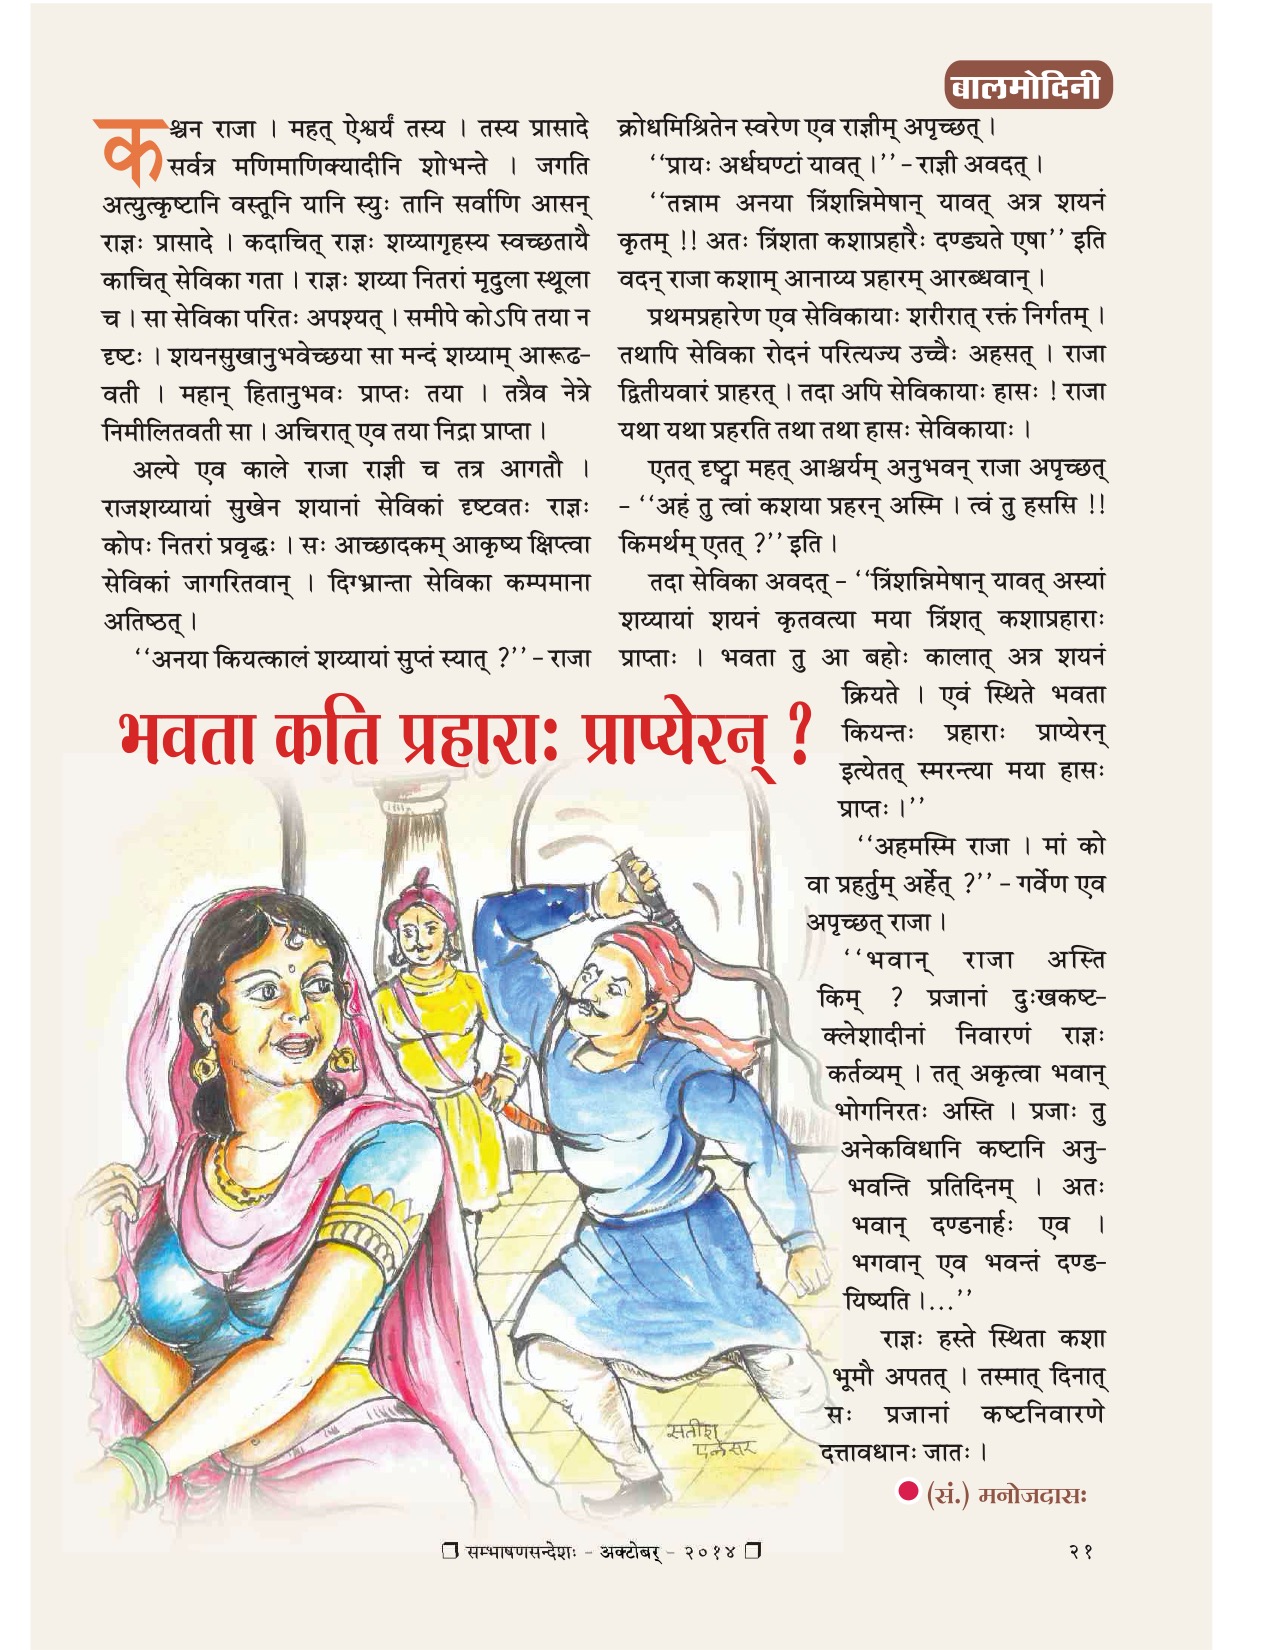 बालमोदिनी
कश्चन राजा । महत् ऐश्वर्यं तस्य । तस्य प्रासादे
सर्वत्र मणिमाणिक्यादीनि शोभन्ते । जगति
अत्युत्कृष्टानि वस्तूनि यानि स्युः तानि सर्वाणि आसन्
राज्ञः प्रासादे । कदाचित् राज्ञः शय्यागृहस्य स्वच्छतायै
काचित् सेविका गता । राज्ञः शय्या नितरां मृदुला स्थूला
च । सा सेविका परितः अपश्यत् । समीपे कोऽपि तया न
दृष्टः । शयनसुखानुभवेच्छया सा मन्दं शय्याम् आरूढ-
वती । महान् हितानुभवः प्राप्तः तया । तत्रैव नेत्रे
निमीलितवती सा । अचिरात् एव तया निद्रा प्राप्ता ।
अल्पे एव काले राजा राज्ञी च तत्र आगतौ ।
राजशय्यायां सुखेन शयानां सेविकां दृष्टवतः राज्ञः
कोपः नितरां प्रवृद्धः । सः आच्छादकम् आकृष्य क्षिप्त्वा
सेविकां जागरितवान् । दिग्भ्रान्ता सेविका कम्पमाना
अतिष्ठत् ।
‘‘अनया कियत्कालं शय्यायां सुप्तं स्यात् ?’’ – राजा
क्रोधमिश्रितेन स्वरेण एव राज्ञीम् अपृच्छत् ।
‘‘प्रायः अर्धघण्टां यावत् ।’’ – राज्ञी अवदत् ।
‘‘तन्नाम अनया त्रिंशन्निमेषान् यावत् अत्र शयनं
कृतम् !! अतः त्रिंशता कशाप्रहारैः दण्ड्यते एषा’’ इति
वदन् राजा कशाम् आनाय्य प्रहारम् आरब्धवान् ।
प्रथमप्रहारेण एव सेविकायाः शरीरात् रक्तं निर्गतम् ।
तथापि सेविका रोदनं परित्यज्य उच्चैः अहसत् । राजा
द्वितीयवारं प्राहरत् । तदा अपि सेविकायाः हासः ! राजा
यथा यथा प्रहरति तथा तथा हासः सेविकायाः ।
एतत् दृष्ट्वा महत् आश्चर्यम् अनुभवन् राजा अपृच्छत्
– ‘‘अहं तु त्वां कशया प्रहरन् अस्मि । त्वं तु हससि !!
किमर्थम् एतत् ?’’ इति ।
तदा सेविका अवदत् – ‘‘त्रिंशन्निमेषान् यावत् अस्यां
शय्यायां शयनं कृतवत्या मया त्रिंशत् कशाप्रहाराः
प्राप्ताः । भवता तु आ बहोः कालात् अत्र शयनं
क्रियते । एवं स्थिते भवता
कियन्तः प्रहाराः प्राप्येरन्
इत्येतत् स्मरन्त्या मया हासः
प्राप्तः ।’’
‘‘अहमस्मि राजा । मां को
वा प्रहर्तुम् अर्हेत् ?’’ – गर्वेण एव
अपृच्छत् राजा ।
‘‘भवान् राजा अस्ति
किम् ? प्रजानां दुःखकष्ट-
क्लेशादीनां निवारणं राज्ञः
कर्तव्यम् । तत् अकृत्वा भवान्
भोगनिरतः अस्ति । प्रजाः तु
अनेकविधानि कष्टानि अनु-
भवन्ति प्रतिदिनम् । अतः
भवान् दण्डनार्हः एव ।
भगवान् एव भवन्तं दण्ड-
यिष्यति ।...’’
राज्ञः हस्ते स्थिता कशा
भूमौ अपतत् । तस्मात् दिनात्
सः प्रजानां कष्टनिवारणे
दत्तावधानः जातः ।
(सं.) मनोजदासः
भवता कति प्रहाराः प्राप्येरन् ?
सतीश
❒ सम्भाषणसन्देशः – अक्टोबर् – २०१४ ❒
२१